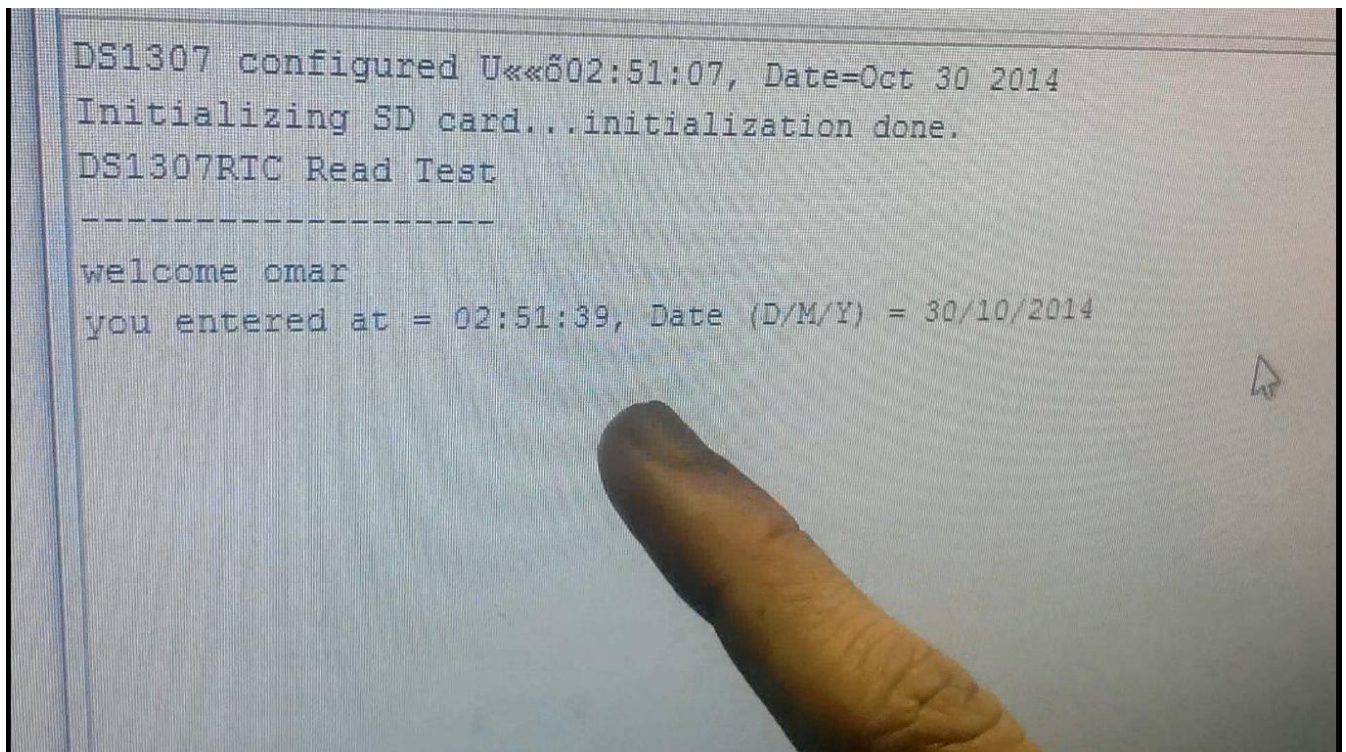 DS1307 configured U««õ02:51:07, Date=Oct 30 2014
Initializing SD card...initialization done.
DS1307RTC Read Test
-------------------
welcome omar
you entered at = 02:51:39, Date (D/M/Y) = 30/10/2014